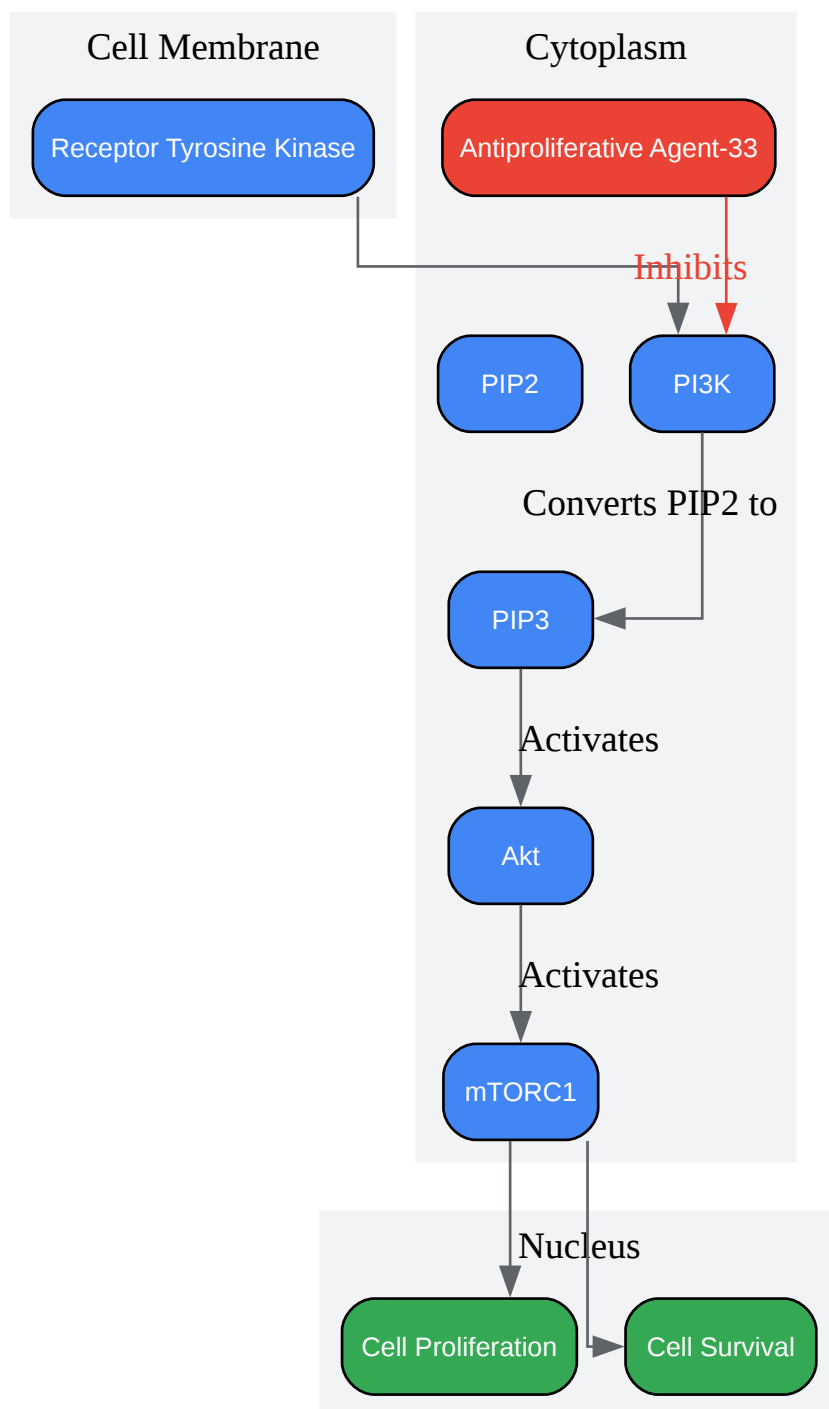 Cell Membrane
Cytoplasm
Receptor Tyrosine Kinase
Antiproliferative Agent-33
Inhibits
PIP2
PI3K
Converts PIP2 to
PIP3
Activates
Akt
Activates
mTORC1
Nucleus
Cell Proliferation
Cell Survival